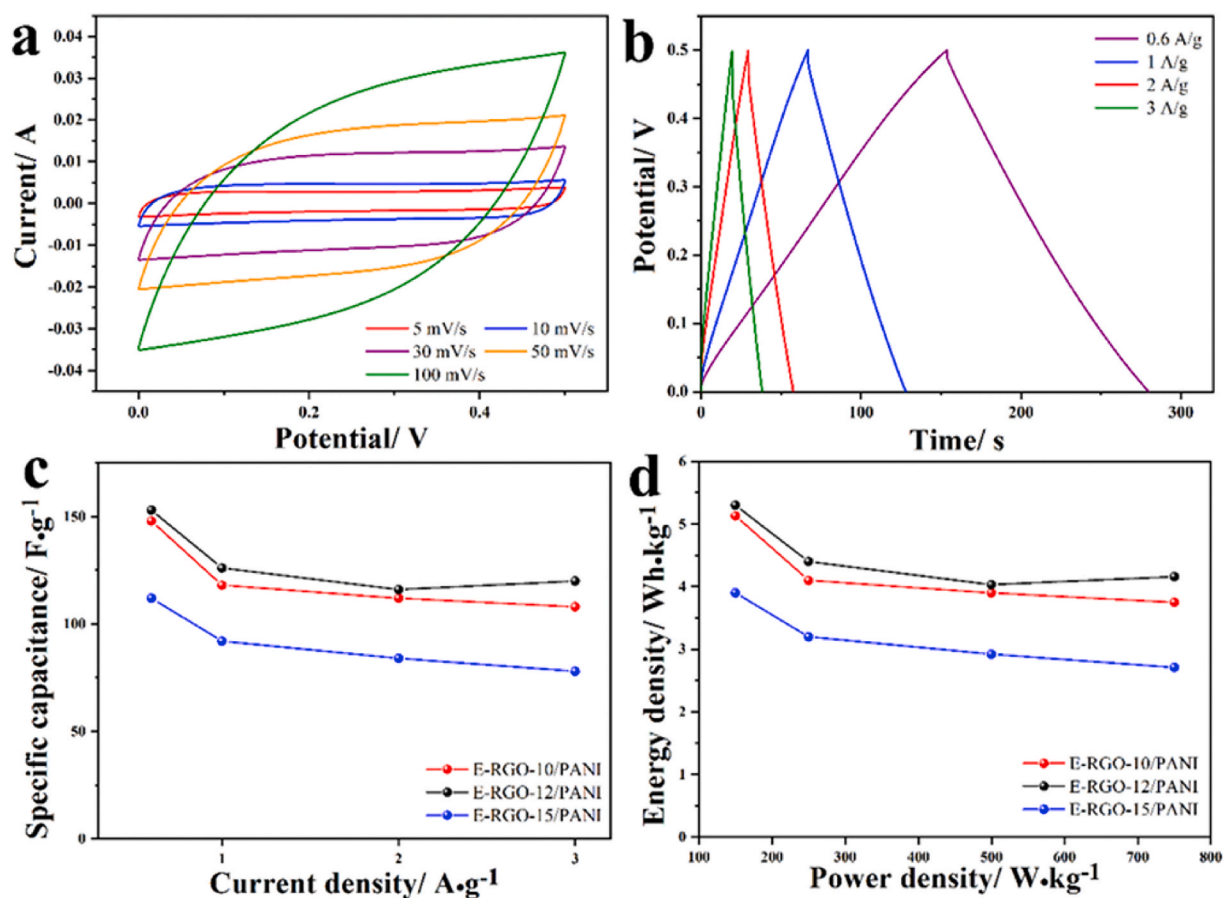 a
0.04
0.03
0.02
0.01
0.00
-0.01
-0.02
-0.03
-0.04
Current/ A
5 mV/s 10 mV/s
30 mV/s 50 mV/s
100 mV/s
0.0 0.2 0.4
Potential/ V
b
0.5
0.4
0.3
0.2
0.1
0.0
Potential/ V
0.6 A/g
1 A/g
2 A/g
3 A/g
0 100 200 300
Time/ s
c
150
100
50
0
Specific capacitance/ F•g⁻¹
E-RGO-10/PANI
E-RGO-12/PANI
E-RGO-15/PANI
1 2 3
Current density/ A•g⁻¹
d
6
5
4
3
2
1
0
Energy density/ Wh•kg⁻¹
E-RGO-10/PANI
E-RGO-12/PANI
E-RGO-15/PANI
100 200 300 400 500 600 700 800
Power density/ W•kg⁻¹